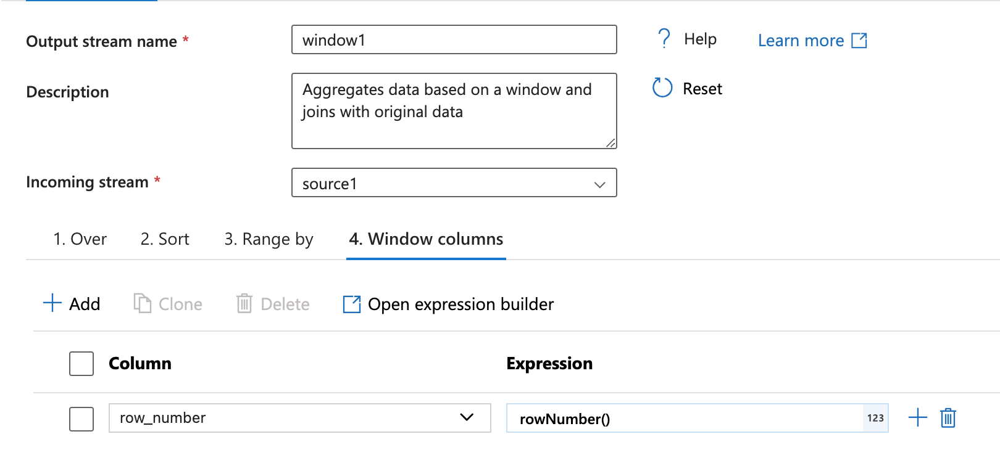 Output stream name *
window1
? Help
Learn more
Description
Aggregates data based on a window and
joins with original data
Reset
Incoming stream *
source1
1. Over
2. Sort
3. Range by
4. Window columns
Add
Clone
Delete
Open expression builder
Column
Expression
row_number
rowNumber()
123